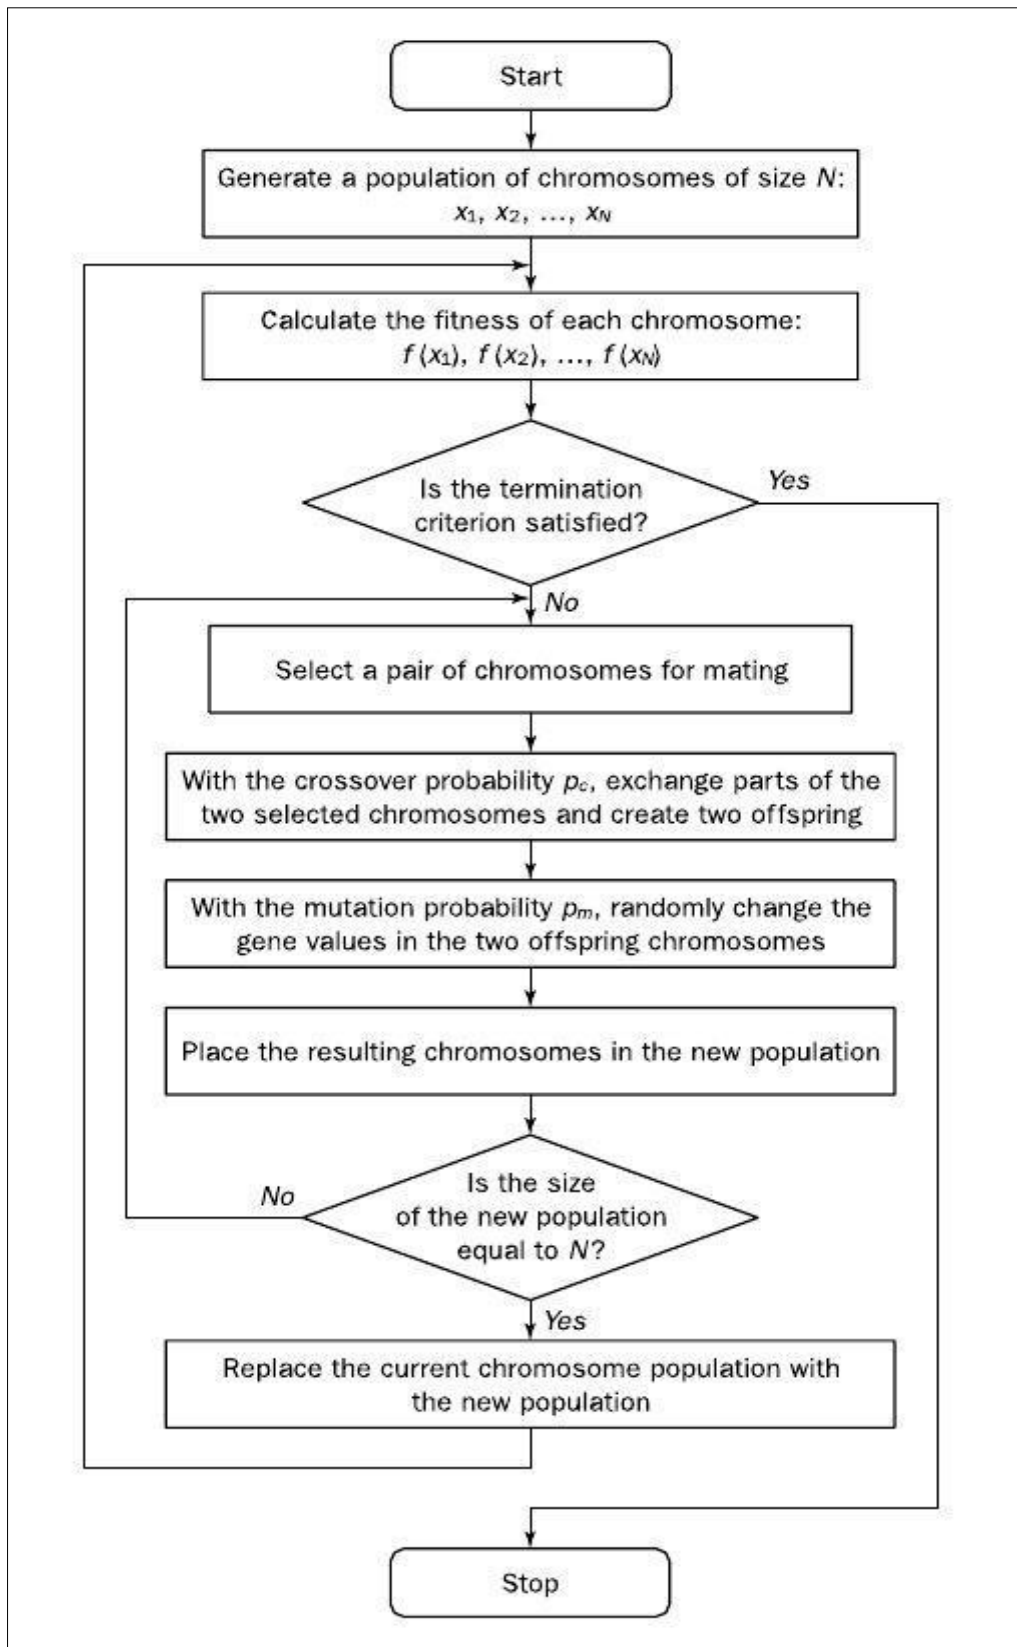 Start
Generate a population of chromosomes of size N:
x1, x2, ..., xN
Calculate the fitness of each chromosome:
f (x1), f (x2), ..., f (xN)
Is the termination
criterion satisfied?
Yes
No
Select a pair of chromosomes for mating
With the crossover probability pc, exchange parts of the
two selected chromosomes and create two offspring
With the mutation probability pm, randomly change the
gene values in the two offspring chromosomes
Place the resulting chromosomes in the new population
Is the size
of the new population
equal to N?
No
Yes
Replace the current chromosome population with
the new population
Stop